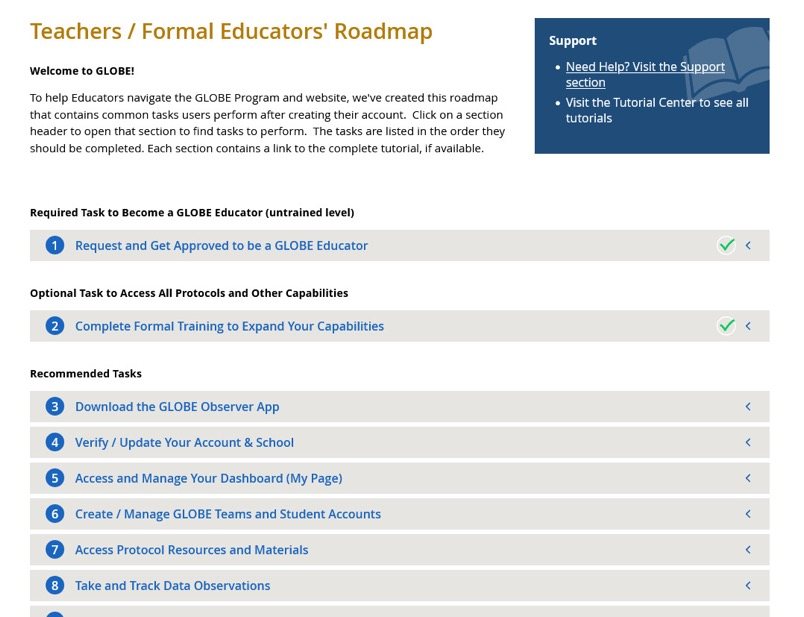 Teachers / Formal Educators' Roadmap
Welcome to GLOBE!
To help Educators navigate the GLOBE Program and website, we've created this roadmap
that contains common tasks users perform after creating their account.  Click on a section
header to open that section to find tasks to perform.  The tasks are listed in the order they
should be completed. Each section contains a link to the complete tutorial, if available.
Support
Need Help? Visit the Support
section
Visit the Tutorial Center to see all
tutorials
Required Task to Become a GLOBE Educator (untrained level)
1 Request and Get Approved to be a GLOBE Educator
Optional Task to Access All Protocols and Other Capabilities
2 Complete Formal Training to Expand Your Capabilities
Recommended Tasks
3 Download the GLOBE Observer App
4 Verify / Update Your Account & School
5 Access and Manage Your Dashboard (My Page)
6 Create / Manage GLOBE Teams and Student Accounts
7 Access Protocol Resources and Materials
8 Take and Track Data Observations